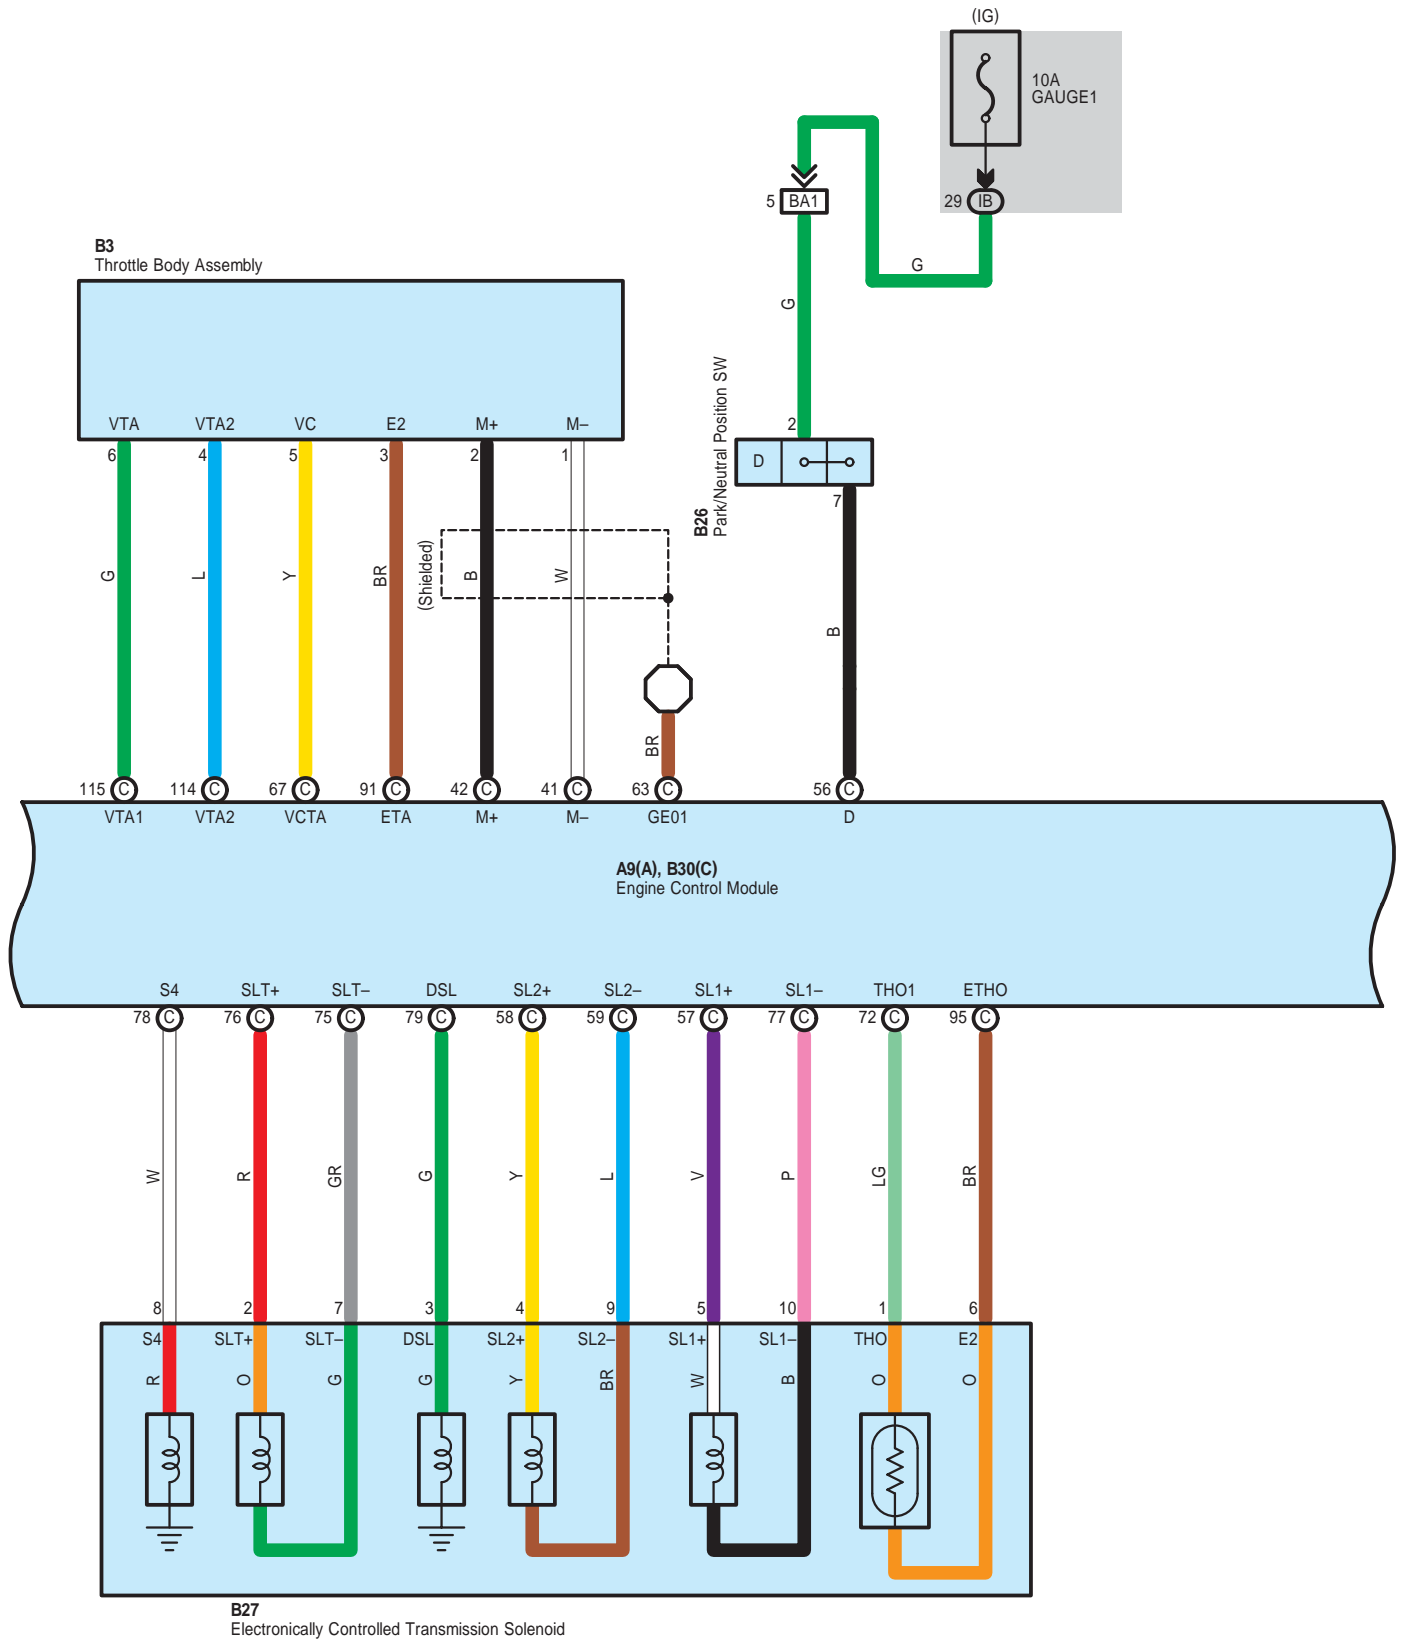 (IG)
10A
GAUGE1
5 BA1
29 IB
G
G
B3
Throttle Body Assembly
VTA VTA2 VC E2 M+ M–
6 4 5 3 2 1
2
D
7
B26
Park/Neutral Position SW
(Shielded)
G L Y BR B W
B
BR
115 C 114 C 67 C 91 C 42 C 41 C 63 C 56 C
VTA1 VTA2 VCTA ETA M+ M– GE01 D
A9(A), B30(C)
Engine Control Module
S4 SLT+ SLT– DSL SL2+ SL2– SL1+ SL1– THO1 ETHO
78 C 76 C 75 C 79 C 58 C 59 C 57 C 77 C 72 C 95 C
W R GR G Y L V P LG BR
8 2 7 3 4 9 5 10 1 6
S4 SLT+ SLT– DSL SL2+ SL2– SL1+ SL1– THO E2
R O G G Y BR W B O O
B27
Electronically Controlled Transmission Solenoid